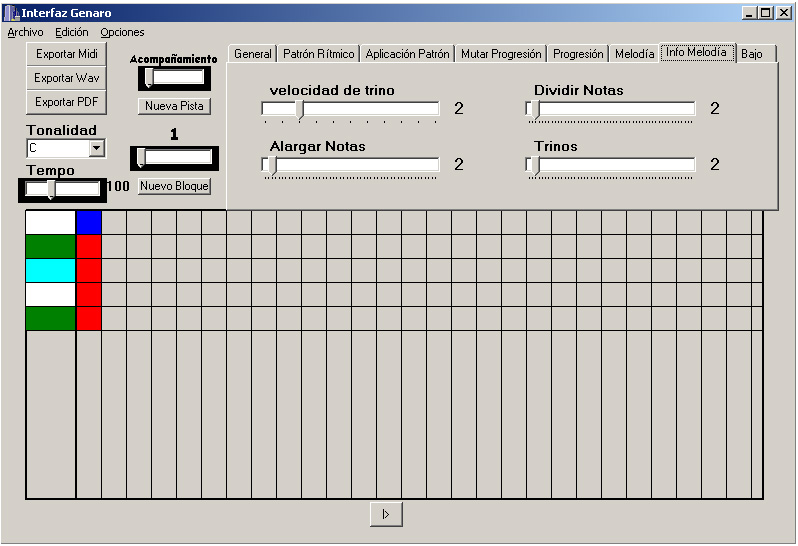 Interfaz Genaro
Archivo Edición Opciones
Exportar Midi
Exportar Wav
Exportar PDF
Tonalidad
C
Tempo
100
Acompañamiento
Nueva Pista
1
Nuevo Bloque
General Patrón Rítmico Aplicación Patrón Mutar Progresión Progresión Melodía Info Melodía Bajo
velocidad de trino 2
Dividir Notas 2
Alargar Notas 2
Trinos 2